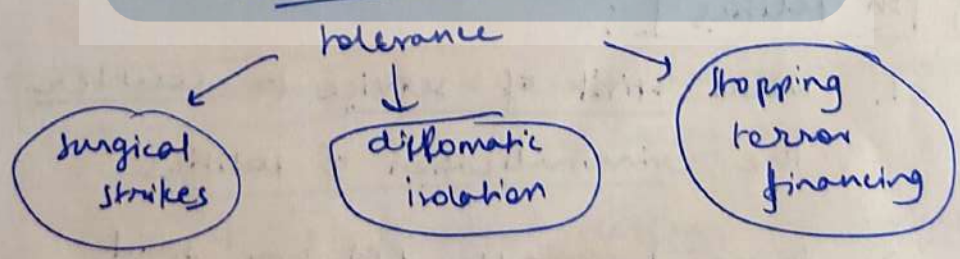 tolerance
surgical
strikes
diplomatic
isolation
stopping
terror
financing